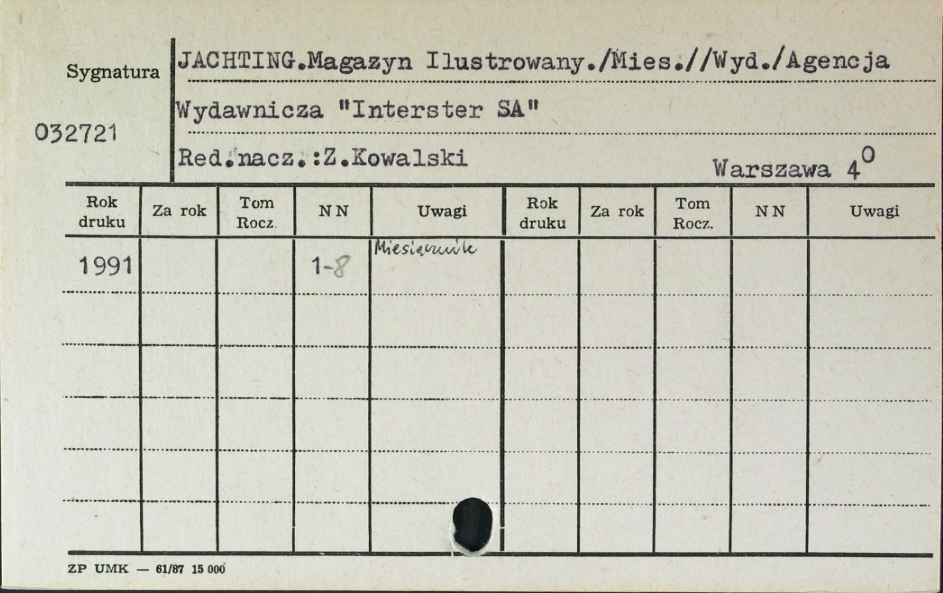 Sygnatura
JACHTING.Magazyn Ilustrowany./Mies.//Wyd./Agencja
032721
Wydawnicza "Interster SA"
Red.nacz.:Z.Kowalski
Warszawa 4⁰
Rok druku Za rok Tom Rocz. N N Uwagi Rok druku Za rok Tom Rocz. N N Uwagi
1991 1-8 Miesięcznik
ZP UMK — 61/87 15 000